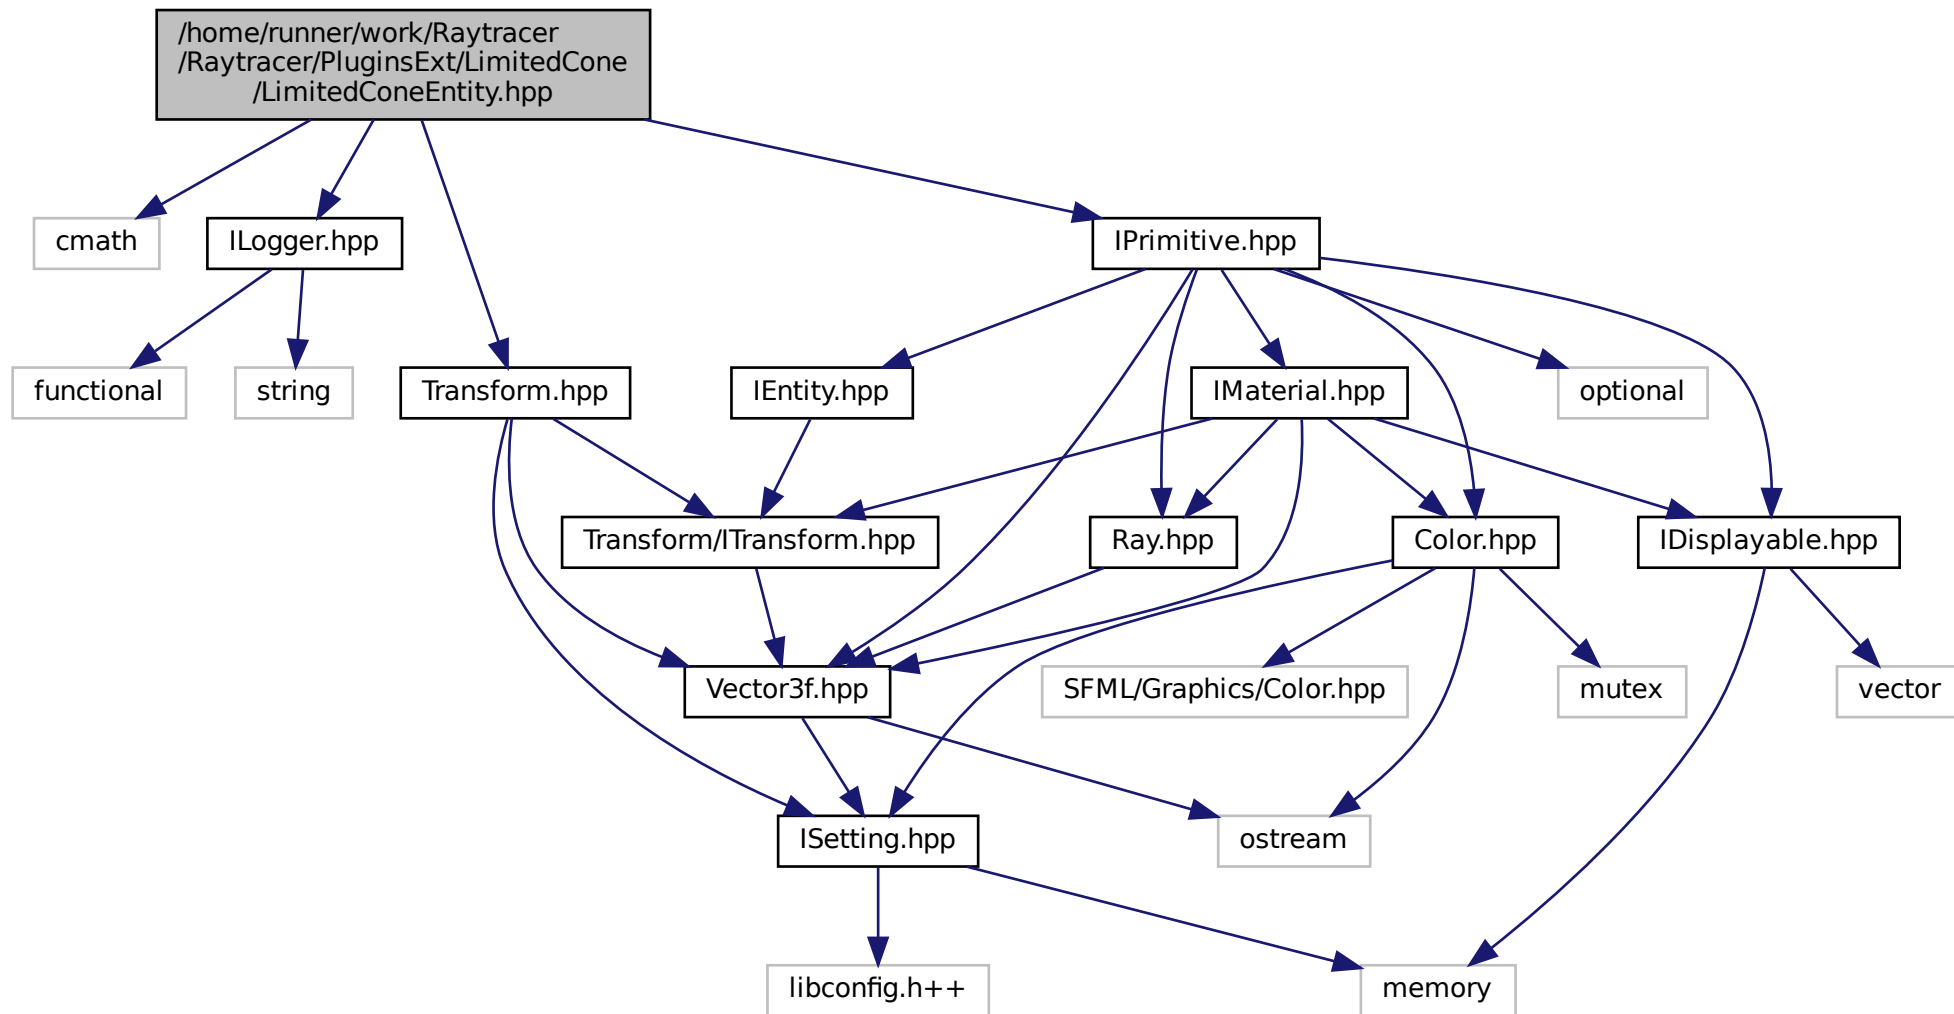 /home/runner/work/Raytracer
/Raytracer/PluginsExt/LimitedCone
/LimitedConeEntity.hpp
cmath
ILogger.hpp
IPrimitive.hpp
functional
string
Transform.hpp
IEntity.hpp
IMaterial.hpp
optional
Transform/ITransform.hpp
Ray.hpp
Color.hpp
IDisplayable.hpp
Vector3f.hpp
SFML/Graphics/Color.hpp
mutex
vector
ISetting.hpp
ostream
libconfig.h++
memory